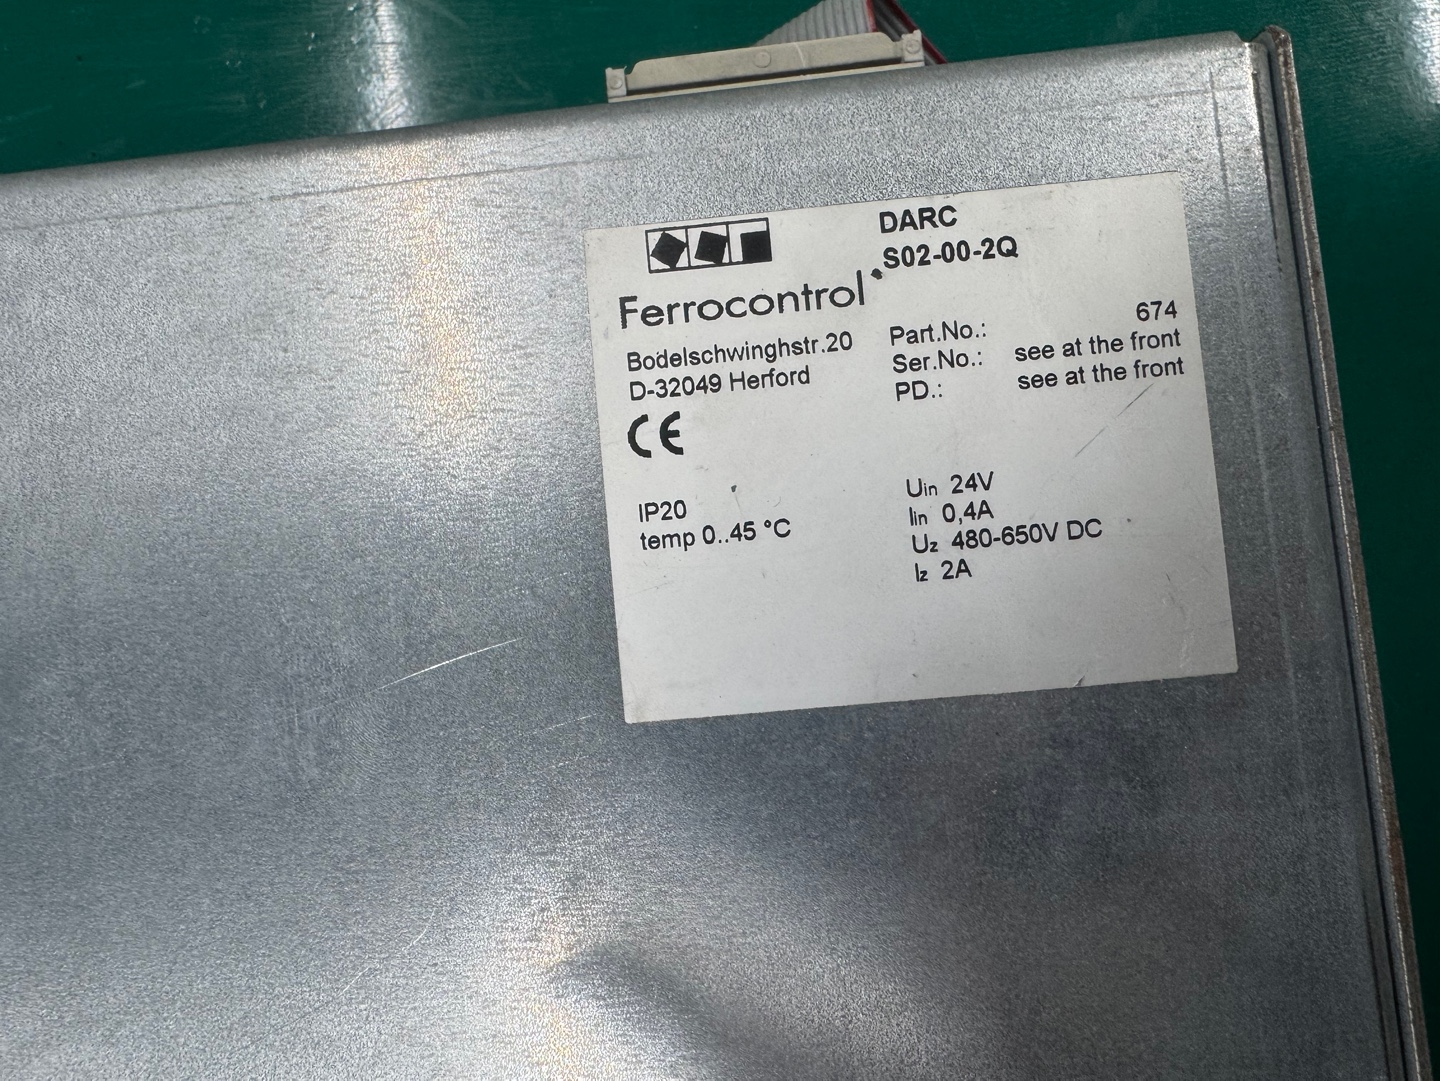 DARC
S02-00-2Q
Ferrocontrol
Bodelschwinghstr.20
D-32049 Herford
CE
Part.No.: 674
Ser.No.: see at the front
PD.: see at the front
IP20
temp 0..45 °C
Uin 24V
Iin 0,4A
Uz 480-650V DC
Iz 2A